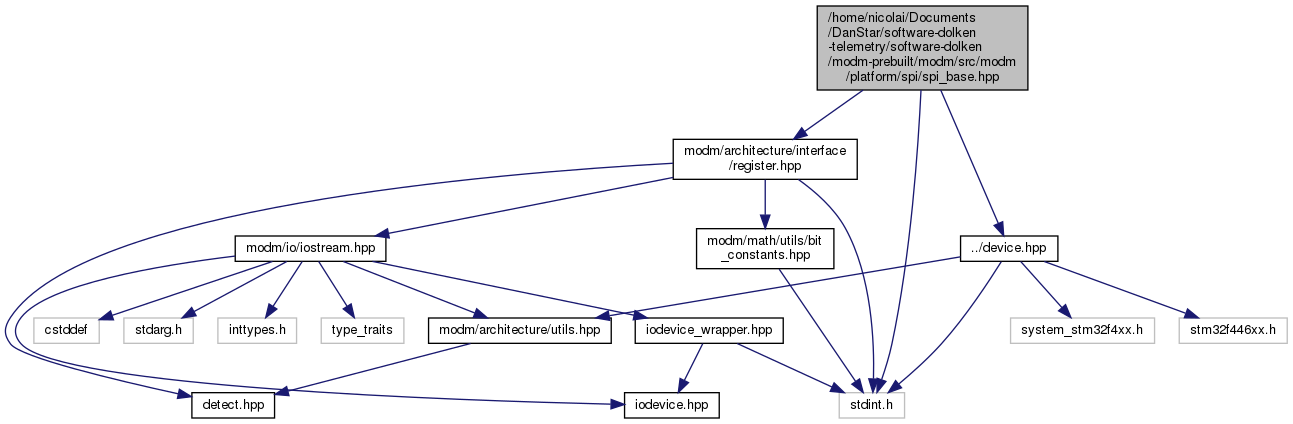 /home/nicolai/Documents
/DanStar/software-dolken
-telemetry/software-dolken
/modm-prebuilt/modm/src/modm
/platform/spi/spi_base.hpp
modm/architecture/interface
/register.hpp
modm/io/iostream.hpp
modm/math/utils/bit
_constants.hpp
../device.hpp
cstddef
stdarg.h
inttypes.h
type_traits
modm/architecture/utils.hpp
iodevice_wrapper.hpp
system_stm32f4xx.h
stm32f446xx.h
detect.hpp
iodevice.hpp
stdint.h